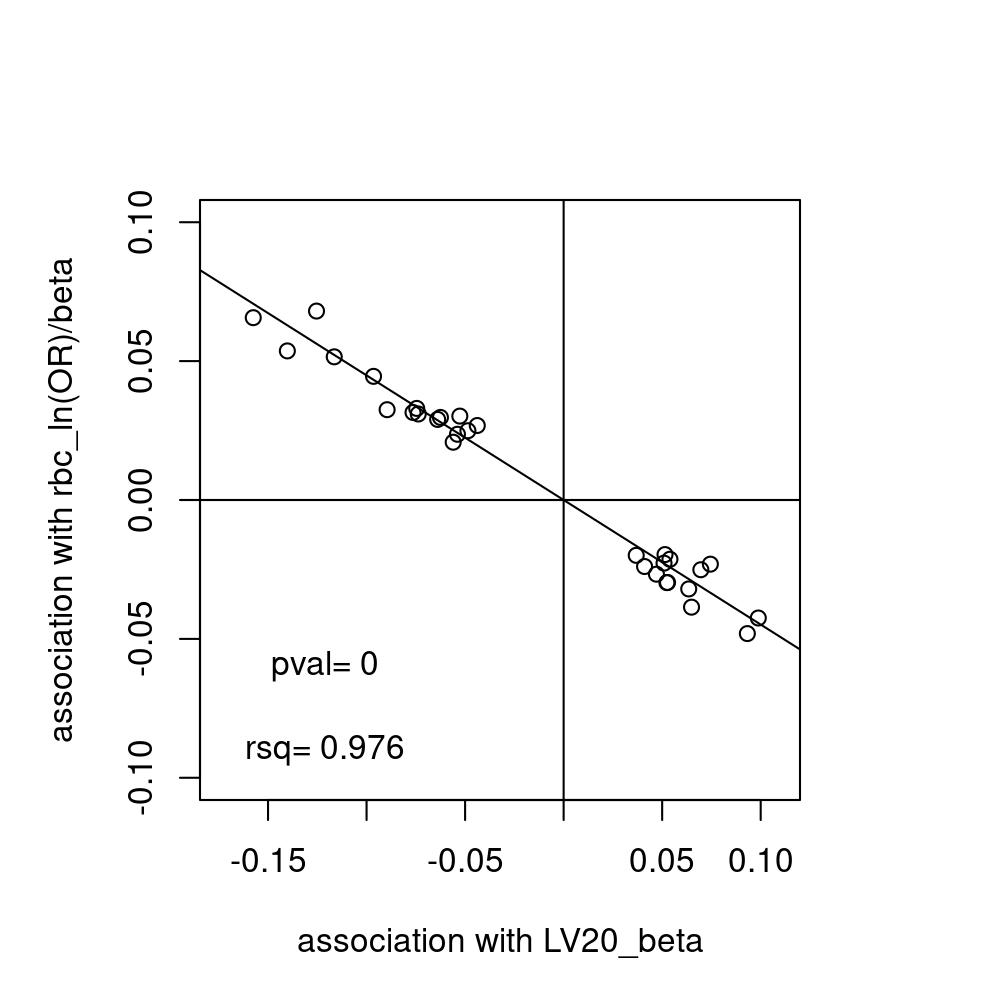 association with rbc_ln(OR)/beta
0.10
0.05
0.00
-0.05
-0.10
pval= 0
rsq= 0.976
-0.15
-0.05
0.05
0.10
association with LV20_beta